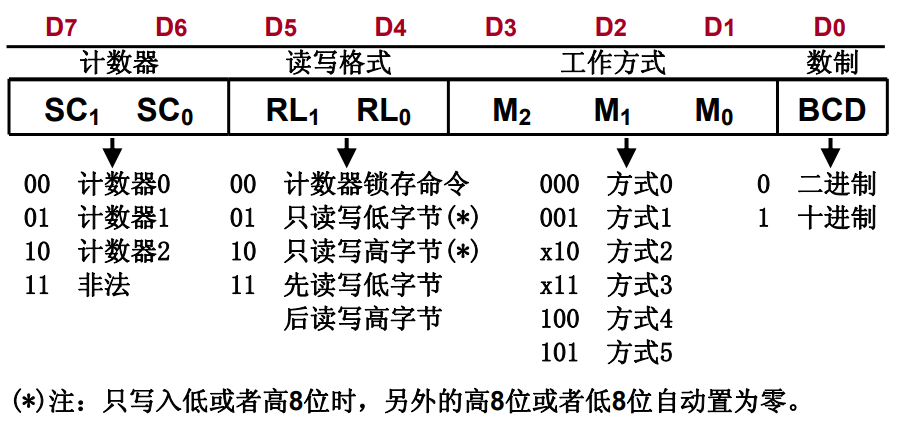 D7 D6 D5 D4 D3 D2 D1 D0
计数器 读写格式 工作方式 数制
SC1 SC0 RL1 RL0 M2 M1 M0 BCD
00 计数器0 00 计数器锁存命令 000 方式0 0 二进制
01 计数器1 01 只读写低字节(*) 001 方式1 1 十进制
10 计数器2 10 只读写高字节(*) x10 方式2
11 非法 11 先读写低字节 x11 方式3
后读写高字节 100 方式4
101 方式5
(*)注：只写入低或者高8位时，另外的高8位或者低8位自动置为零。